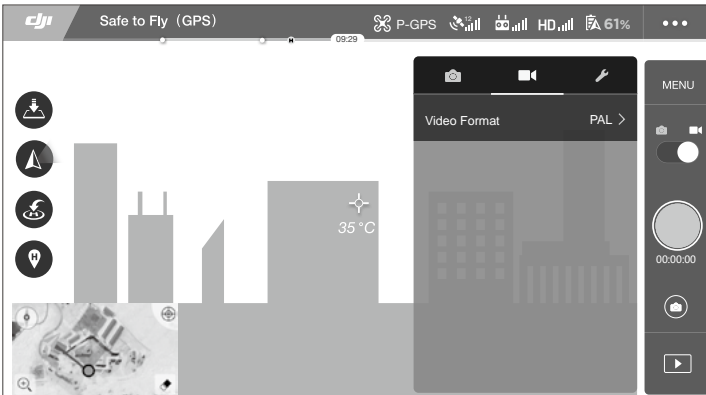 dji
Safe to Fly (GPS)
P-GPS
12
HD
61%
H
09:29
MENU
Video Format
PAL
35°C
H
00:00:00